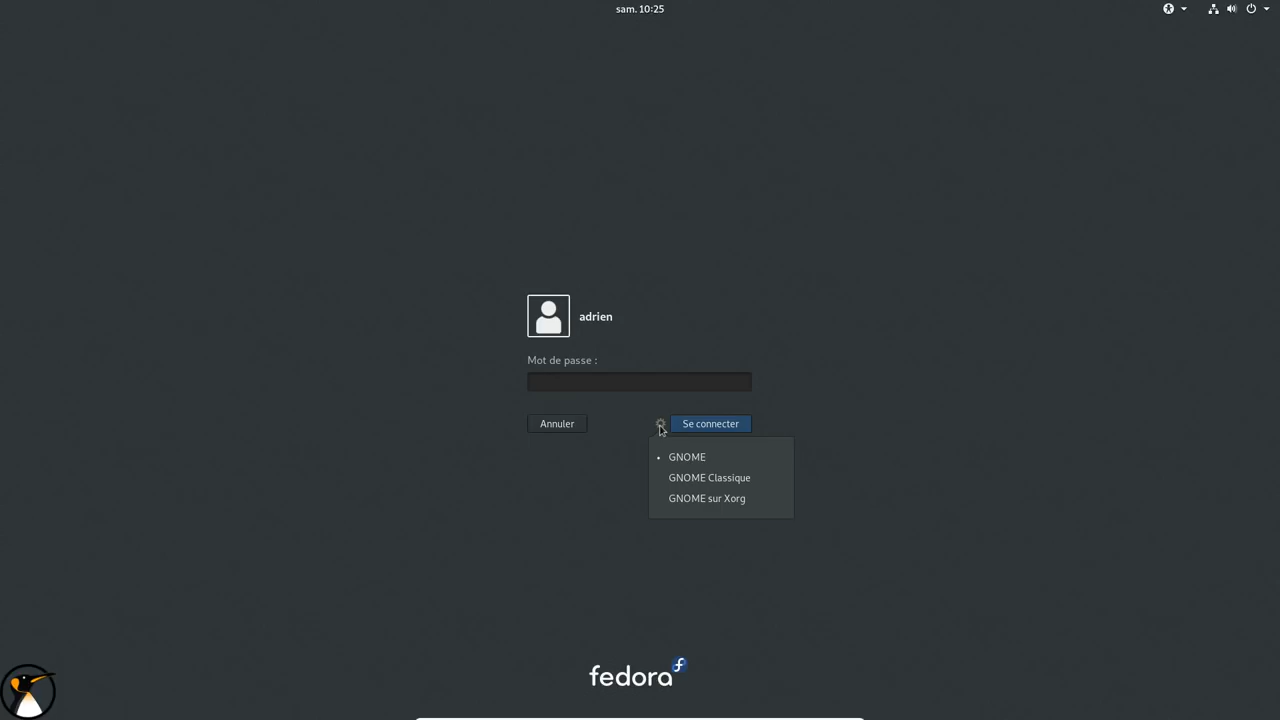 sam. 10:25
adrien
Mot de passe :
Annuler
Se connecter
• GNOME
GNOME Classique
GNOME sur Xorg
fedora